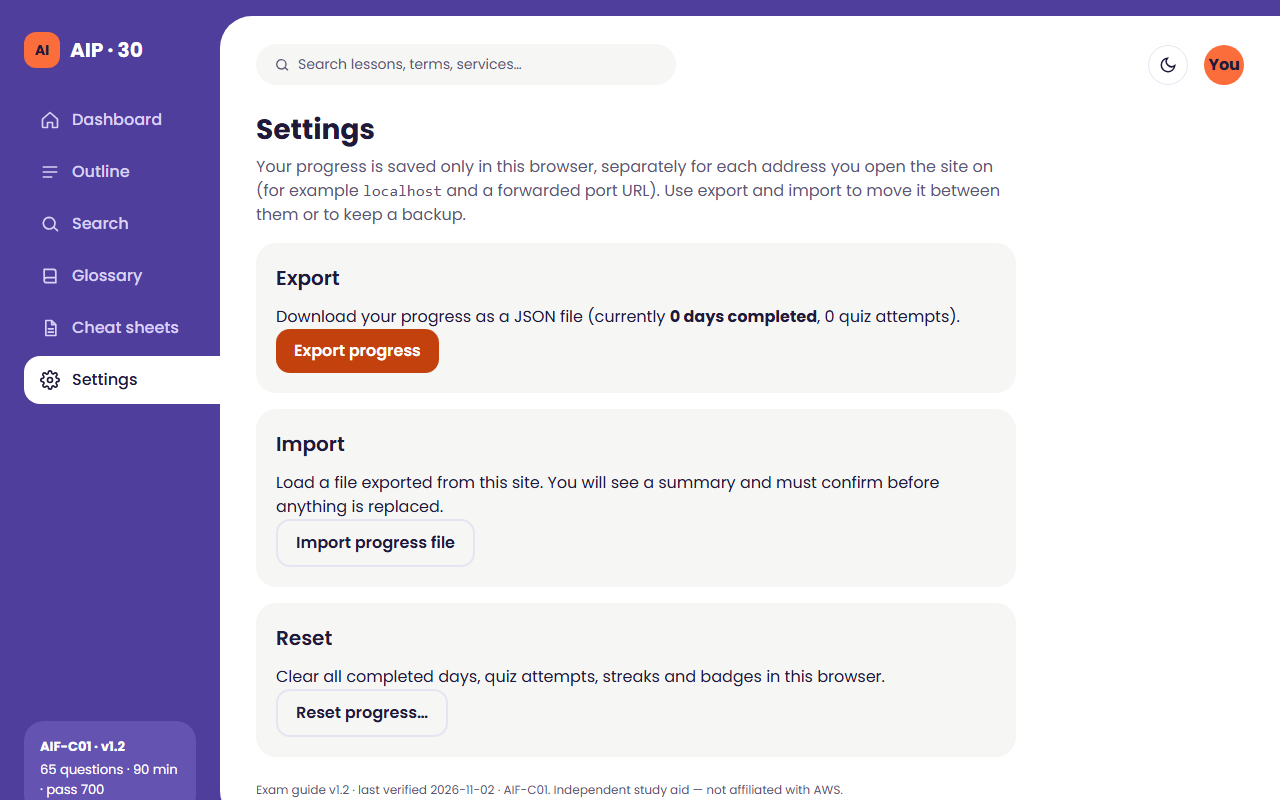 AI
AIP · 30
Dashboard
Outline
Search
Glossary
Cheat sheets
Settings
AIF-C01 · v1.2
65 questions · 90 min
· pass 700
Search lessons, terms, services…
You
Settings
Your progress is saved only in this browser, separately for each address you open the site on
(for example localhost and a forwarded port URL). Use export and import to move it between
them or to keep a backup.
Export
Download your progress as a JSON file (currently 0 days completed, 0 quiz attempts).
Export progress
Import
Load a file exported from this site. You will see a summary and must confirm before
anything is replaced.
Import progress file
Reset
Clear all completed days, quiz attempts, streaks and badges in this browser.
Reset progress…
Exam guide v1.2 · last verified 2026-11-02 · AIF-C01. Independent study aid — not affiliated with AWS.